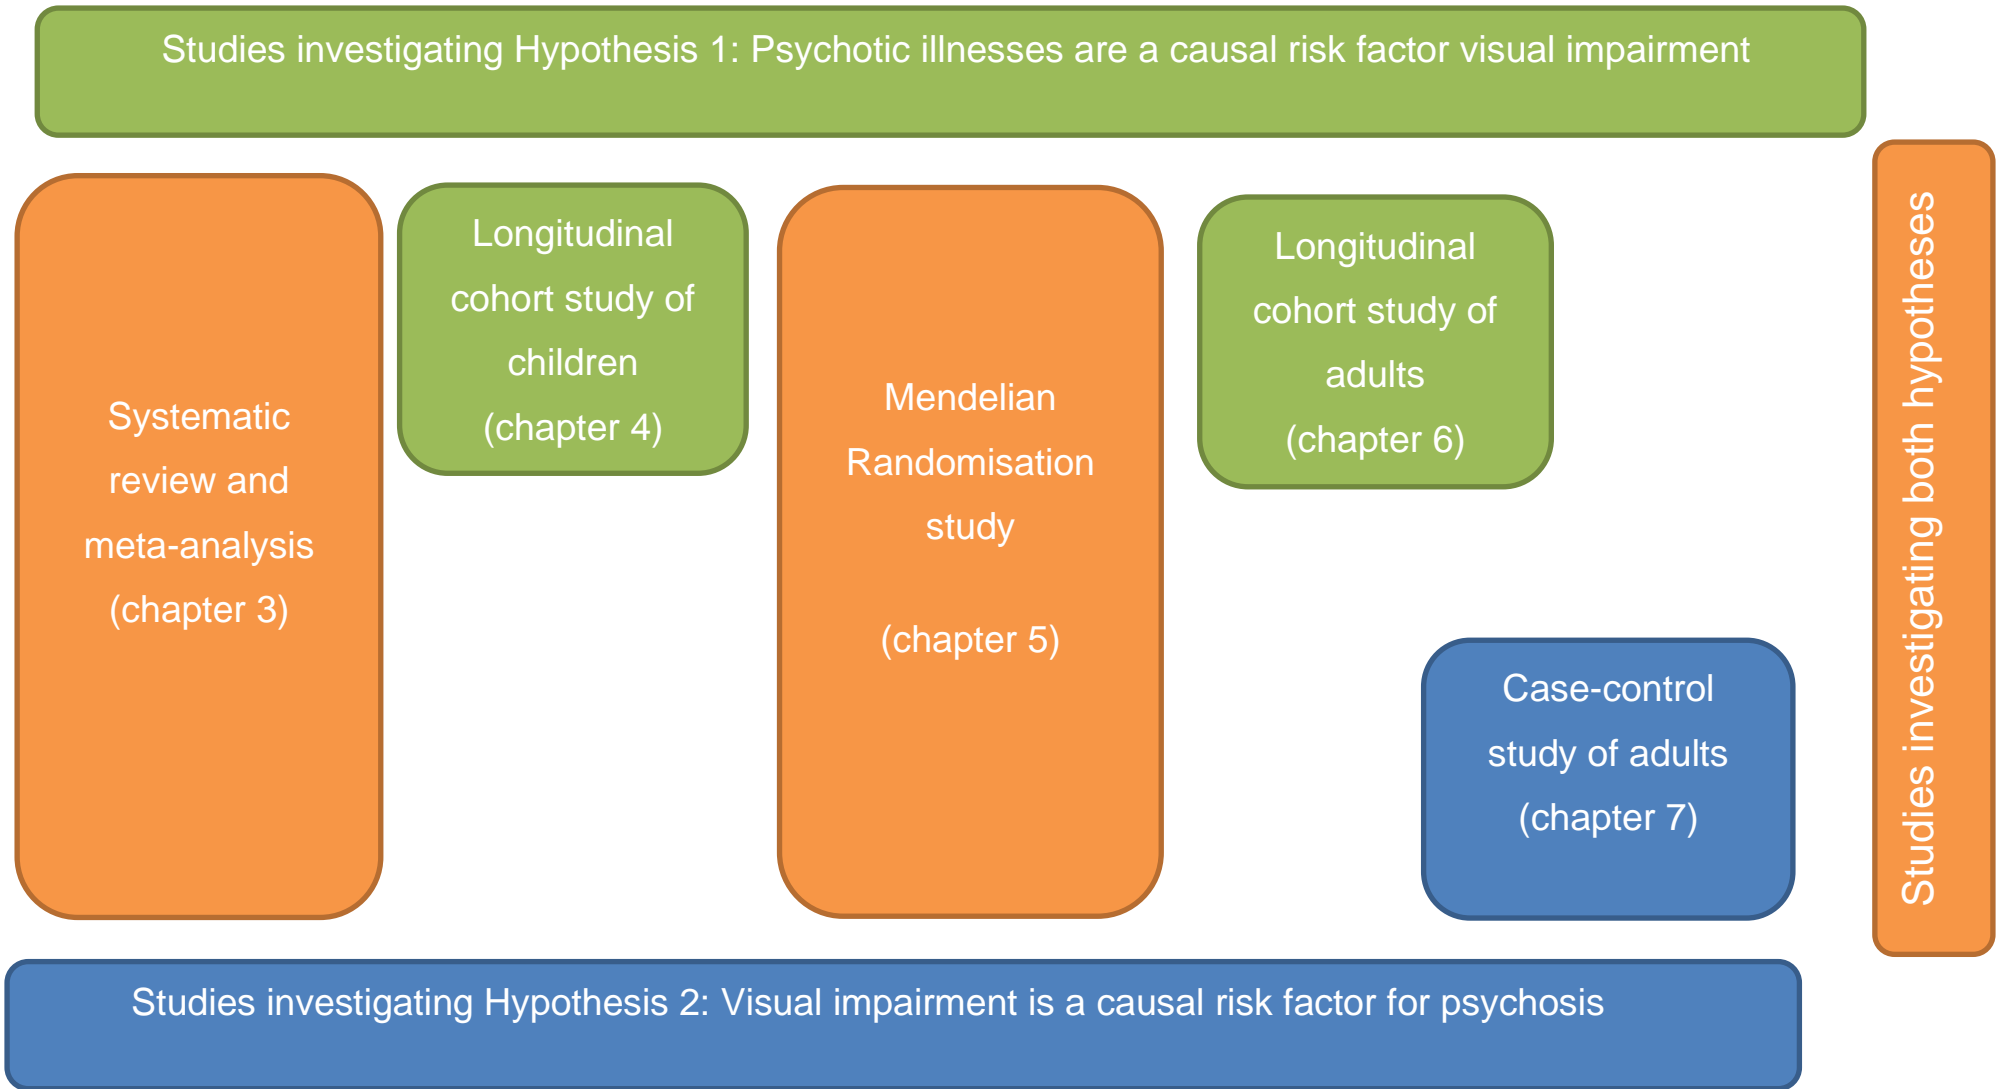 Studies investigating Hypothesis 1: Psychotic illnesses are a causal risk factor visual impairment
Systematic
review and
meta-analysis
(chapter 3)
Longitudinal
cohort study of
children
(chapter 4)
Mendelian
Randomisation
study
(chapter 5)
Longitudinal
cohort study of
adults
(chapter 6)
Case-control
study of adults
(chapter 7)
Studies investigating both hypotheses
Studies investigating Hypothesis 2: Visual impairment is a causal risk factor for psychosis